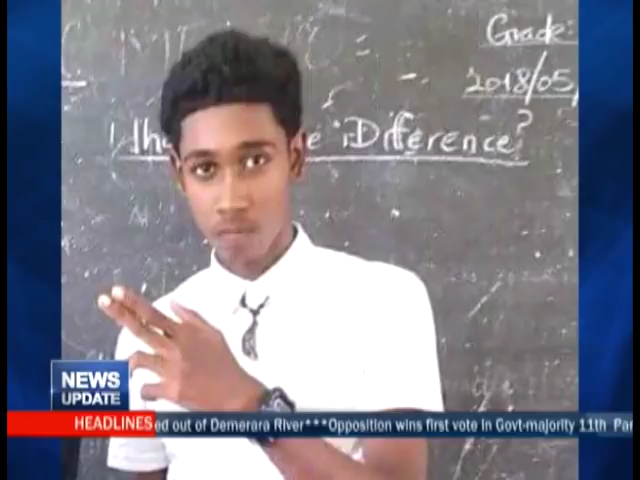 Grade:
2018/05/
the Difference?
NEWS
UPDATE
HEADLINES
ed out of Demerara River***Opposition wins first vote in Govt-majority 11th Par